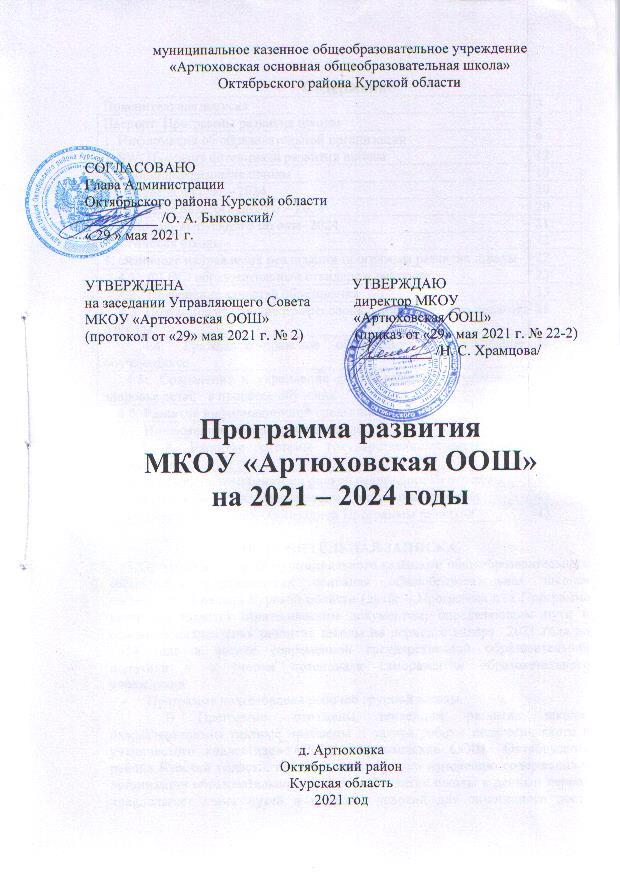 муниципальное казенное общеобразовательное учреждение
«Артюховская основная общеобразовательная школа»
Октябрьского района Курской области
СОГЛАСОВАНО
Глава Администрации
Октябрьского района Курской области
/О. А. Быковский/
« 29 » мая 2021 г.
УТВЕРЖДЕНА
на заседании Управляющего Совета
МКОУ «Артюховская ООШ»
(протокол от «29» мая 2021 г. № 2)
УТВЕРЖДАЮ
директор МКОУ
«Артюховская ООШ»
(приказ от «29» мая 2021 г. № 22-2)
/Н. С. Храмцова/
Программа развития
МКОУ «Артюховская ООШ»
на 2021 – 2024 годы
д. Артюховка
Октябрьский район
Курская область
2021 год